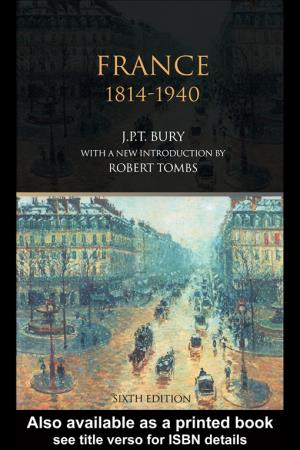 FRANCE
1814-1940
J.P.T. BURY
WITH A NEW INTRODUCTION BY
ROBERT TOMBS
SIXTH EDITION
Also available as a printed book
see title verso for ISBN details